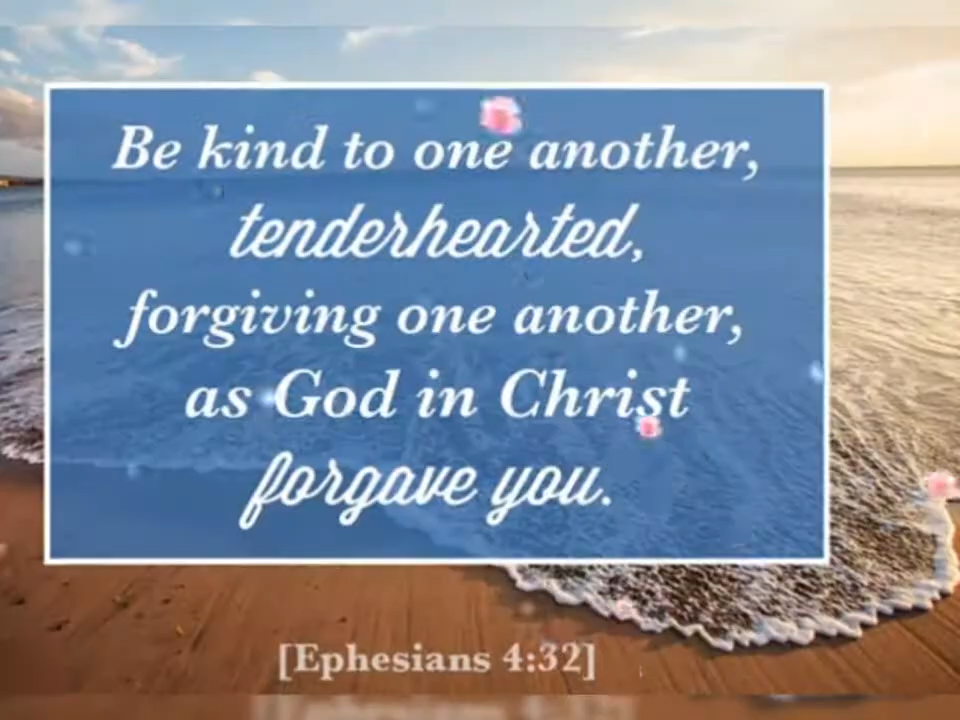 Be kind to one another,
tenderhearted,
forgiving one another,
as God in Christ
forgave you.
[Ephesians 4:32]